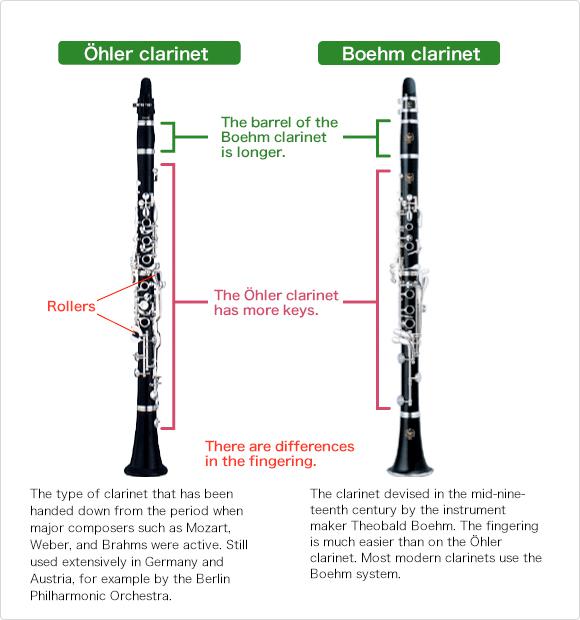 Öhler clarinet
Boehm clarinet
The barrel of the
Boehm clarinet
is longer.
Rollers
The Öhler clarinet
has more keys.
There are differences
in the fingering.
The type of clarinet that has been
handed down from the period when
major composers such as Mozart,
Weber, and Brahms were active. Still
used extensively in Germany and
Austria, for example by the Berlin
Philharmonic Orchestra.
The clarinet devised in the mid-nine-
teenth century by the instrument
maker Theobald Boehm. The fingering
is much easier than on the Öhler
clarinet. Most modern clarinets use the
Boehm system.